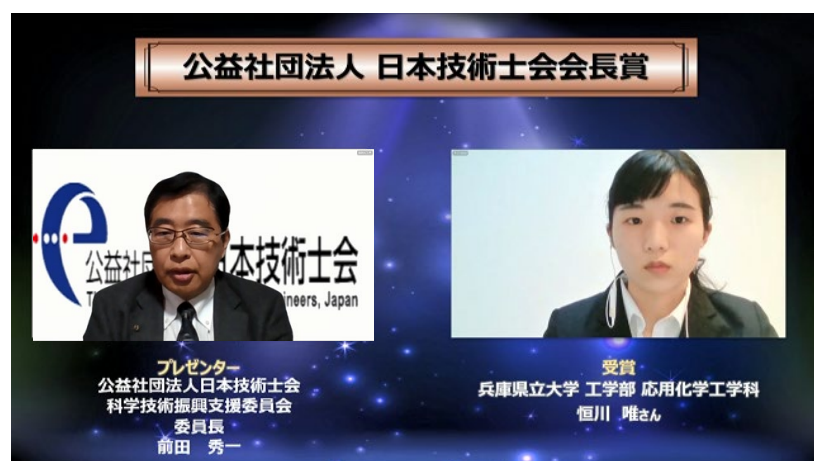 公益社団法人 日本技術士会会長賞
公益社団 日本技術士会
プレゼンター
公益社団法人日本技術士会
科学技術振興支援委員会
委員長
前田 秀一
受賞
兵庫県立大学 工学部 応用化学工学科
恒川 唯さん